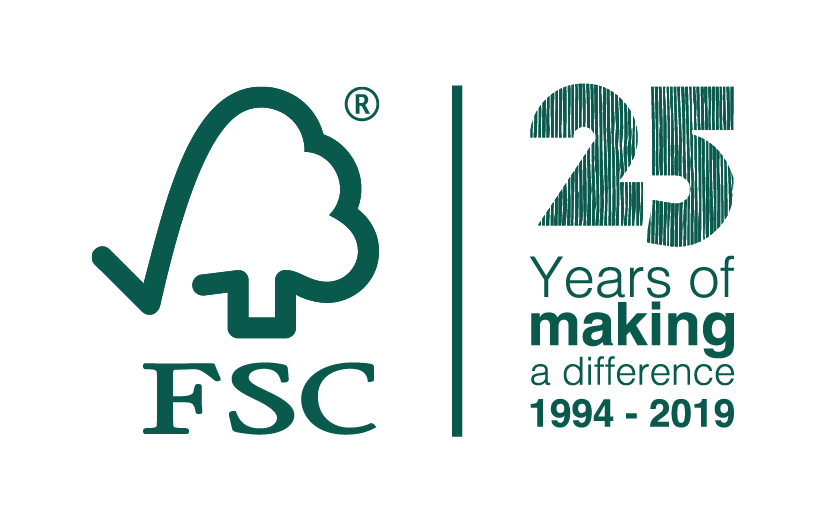 ®
FSC
25
Years of
making
a difference
1994 - 2019